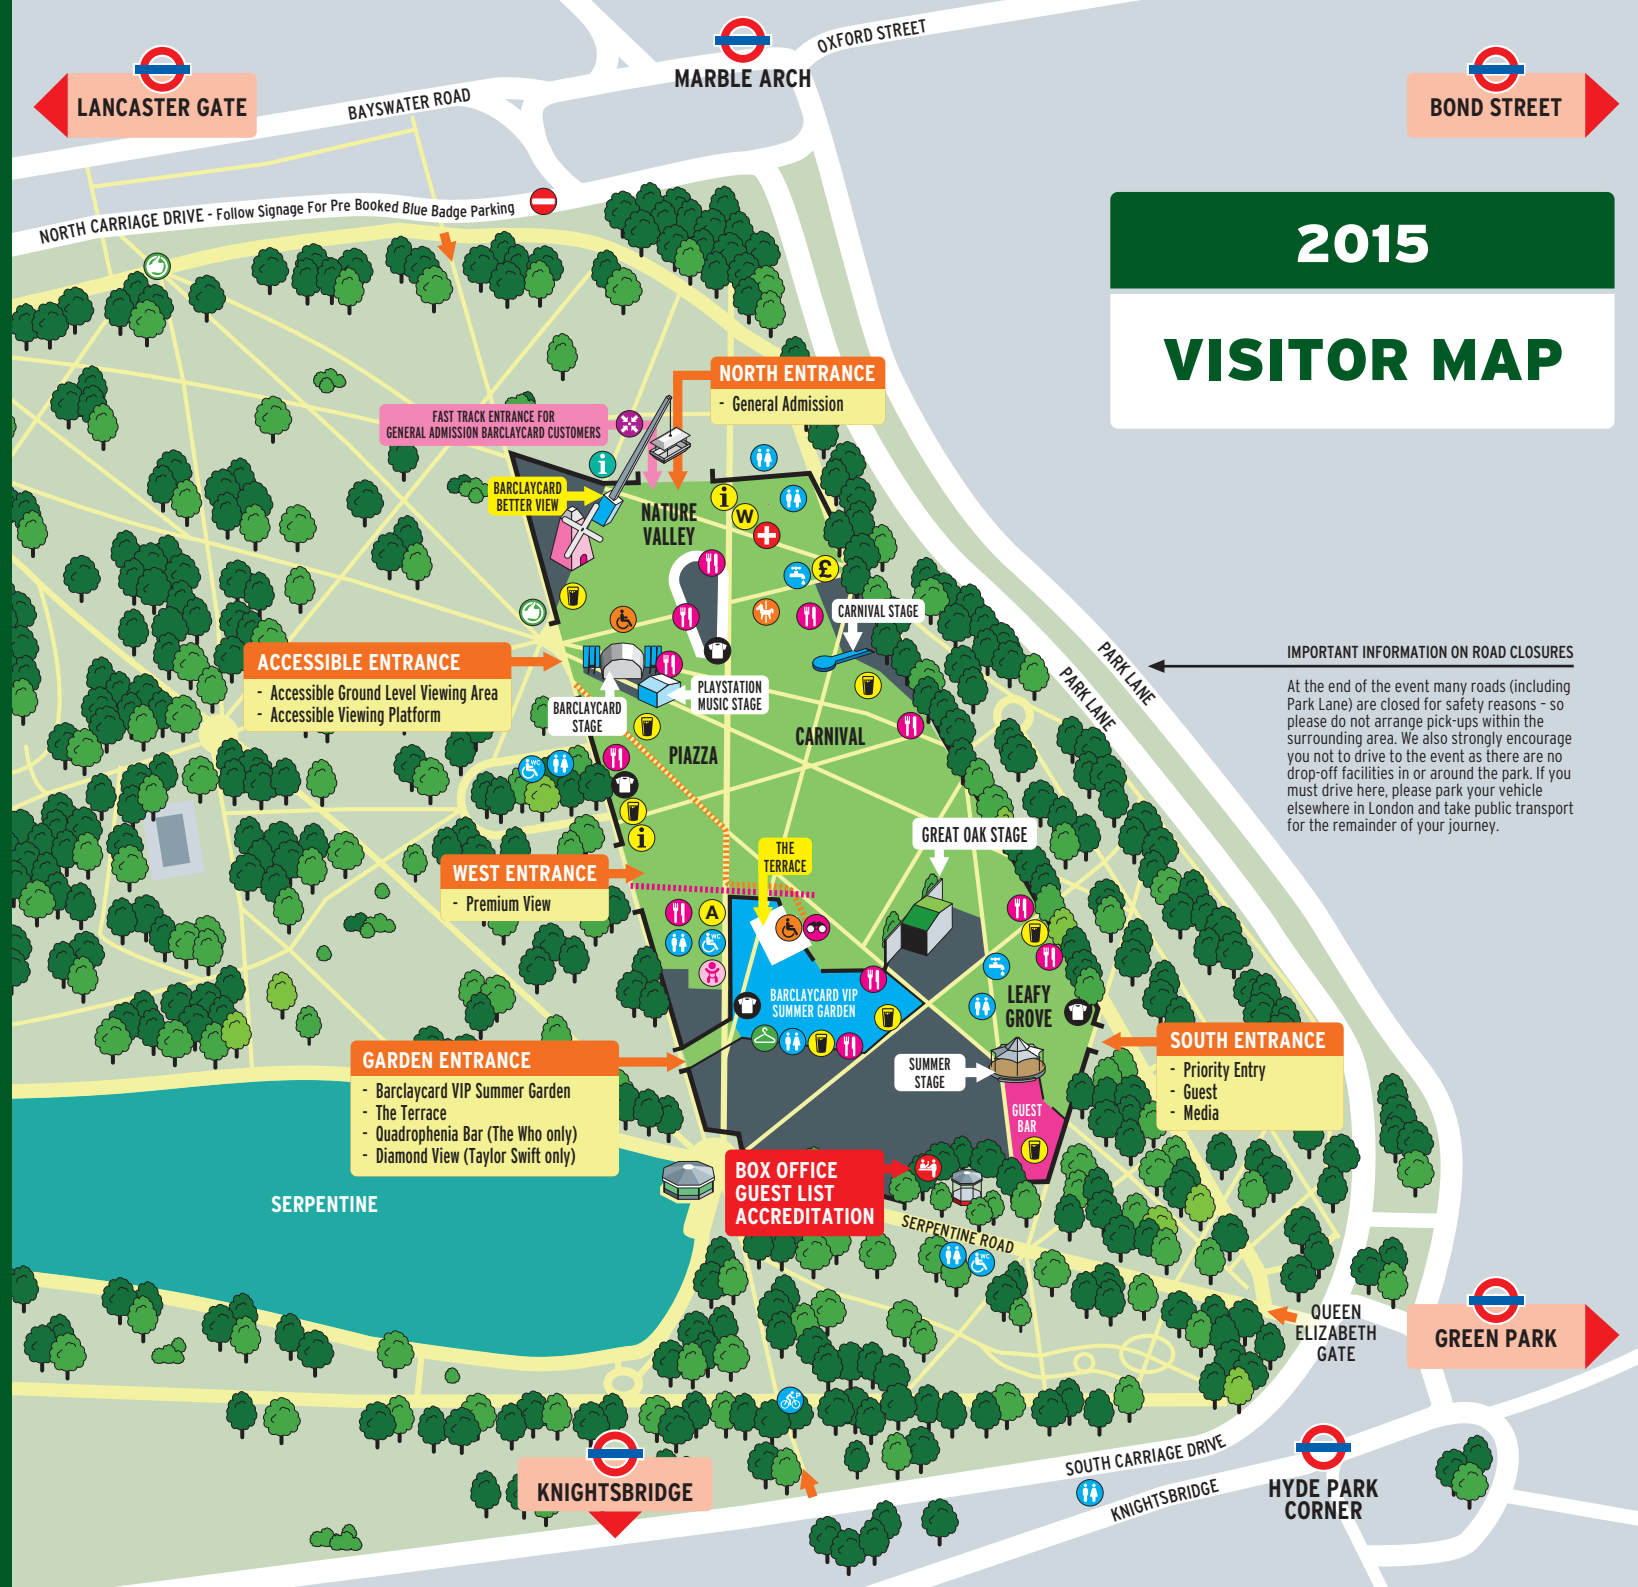 MARBLE ARCH
OXFORD STREET
LANCASTER GATE
BAYSWATER ROAD
BOND STREET
NORTH CARRIAGE DRIVE - Follow Signage For Pre Booked Blue Badge Parking
2015
VISITOR MAP
NORTH ENTRANCE
- General Admission
FAST TRACK ENTRANCE FOR
GENERAL ADMISSION BARCLAYCARD CUSTOMERS
i
BARCLAYCARD
BETTER VIEW
NATURE
VALLEY
i
W
£
CARNIVAL STAGE
ACCESSIBLE ENTRANCE
- Accessible Ground Level Viewing Area
- Accessible Viewing Platform
BARCLAYCARD
STAGE
PLAYSTATION
MUSIC STAGE
PARK LANE
PARK LANE
IMPORTANT INFORMATION ON ROAD CLOSURES
At the end of the event many roads (including
Park Lane) are closed for safety reasons - so
please do not arrange pick-ups within the
surrounding area. We also strongly encourage
you not to drive to the event as there are no
drop-off facilities in or around the park. If you
must drive here, please park your vehicle
elsewhere in London and take public transport
for the remainder of your journey.
PIAZZA
CARNIVAL
WC
i
GREAT OAK STAGE
THE
TERRACE
WEST ENTRANCE
- Premium View
A
WC
BARCLAYCARD VIP
SUMMER GARDEN
LEAFY
GROVE
SOUTH ENTRANCE
- Priority Entry
- Guest
- Media
GARDEN ENTRANCE
- Barclaycard VIP Summer Garden
- The Terrace
- Quadrophenia Bar (The Who only)
- Diamond View (Taylor Swift only)
SUMMER
STAGE
GUEST
BAR
BOX OFFICE
GUEST LIST
ACCREDITATION
SERPENTINE
SERPENTINE ROAD
WC
QUEEN
ELIZABETH
GATE
GREEN PARK
P
KNIGHTSBRIDGE
SOUTH CARRIAGE DRIVE
KNIGHTSBRIDGE
HYDE PARK
CORNER